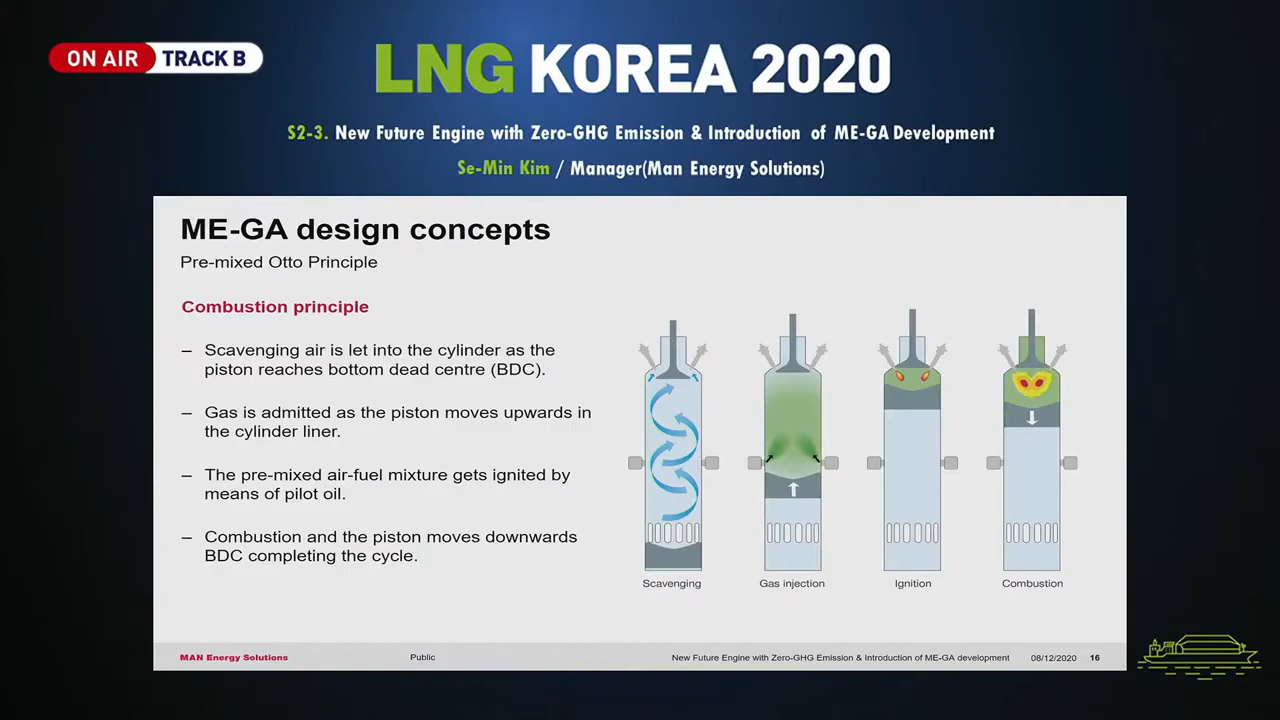 ON AIR TRACK B
LNG KOREA 2020
S2-3. New Future Engine with Zero-GHG Emission & Introduction of ME-GA Development
Se-Min Kim / Manager(Man Energy Solutions)
ME-GA design concepts
Pre-mixed Otto Principle
Combustion principle
– Scavenging air is let into the cylinder as the
piston reaches bottom dead centre (BDC).
– Gas is admitted as the piston moves upwards in
the cylinder liner.
– The pre-mixed air-fuel mixture gets ignited by
means of pilot oil.
– Combustion and the piston moves downwards
BDC completing the cycle.
Scavenging Gas injection Ignition Combustion
MAN Energy Solutions Public New Future Engine with Zero-GHG Emission & Introduction of ME-GA development 08/12/2020 16